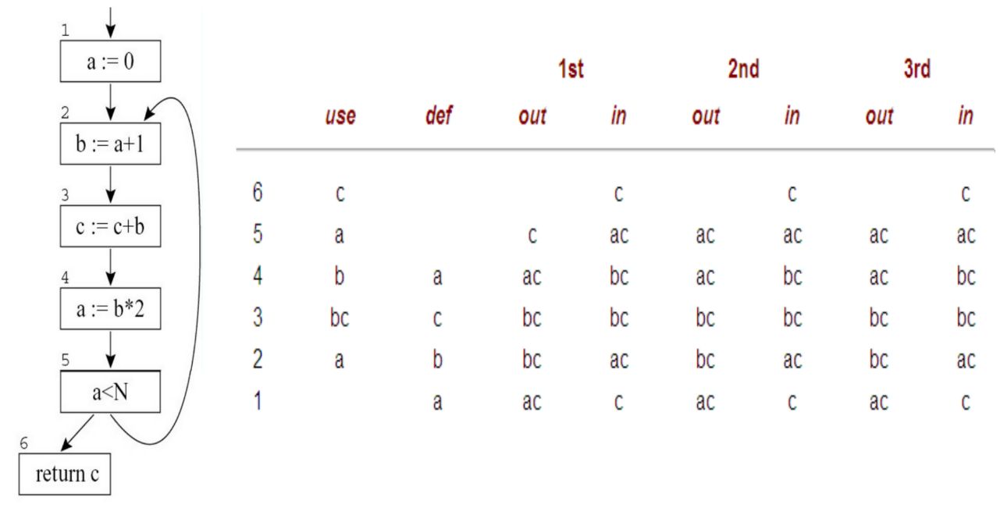 1
a := 0
2
b := a+1
3
c := c+b
4
a := b*2
5
a<N
6
return c
1st 2nd 3rd
use def out in out in out in
6 c c c c
5 a c ac ac ac ac ac
4 b a ac bc ac bc ac bc
3 bc c bc bc bc bc bc bc
2 a b bc ac bc ac bc ac
1 a ac c ac c ac c